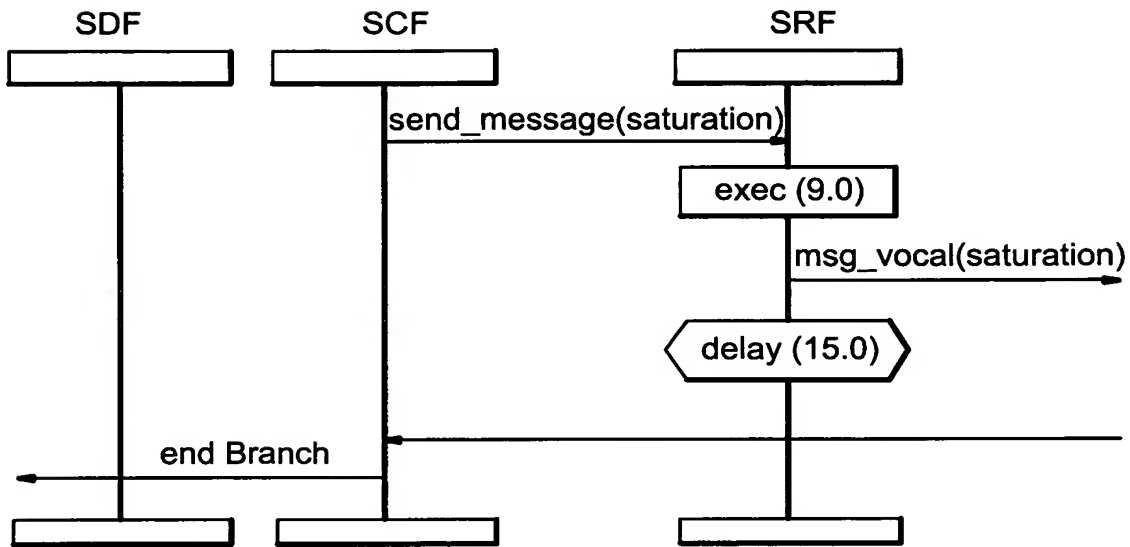 SDF
SCF
SRF
send_message(saturation)
exec (9.0)
msg_vocal(saturation)
delay (15.0)
end Branch